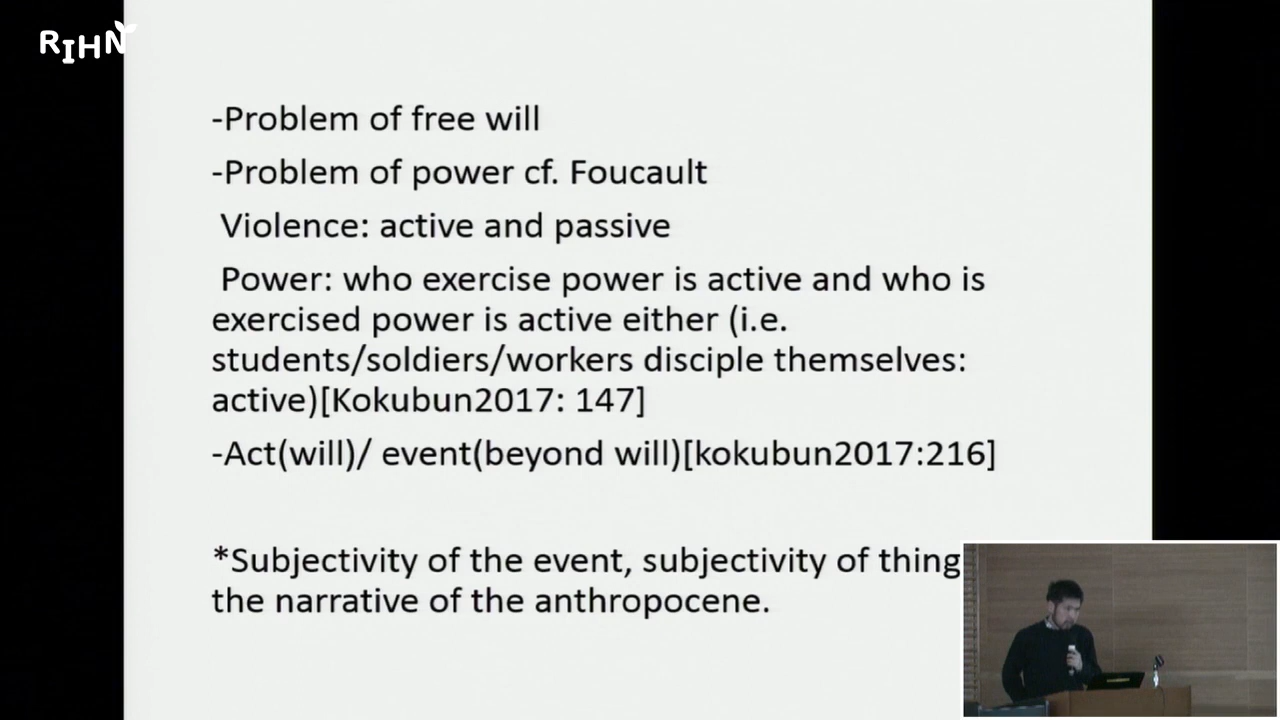 RIHN
-Problem of free will
-Problem of power cf. Foucault
Violence: active and passive
Power: who exercise power is active and who is
exercised power is active either (i.e.
students/soldiers/workers disciple themselves:
active)[Kokubun2017: 147]
-Act(will)/ event(beyond will)[kokubun2017:216]
*Subjectivity of the event, subjectivity of thing
the narrative of the anthropocene.